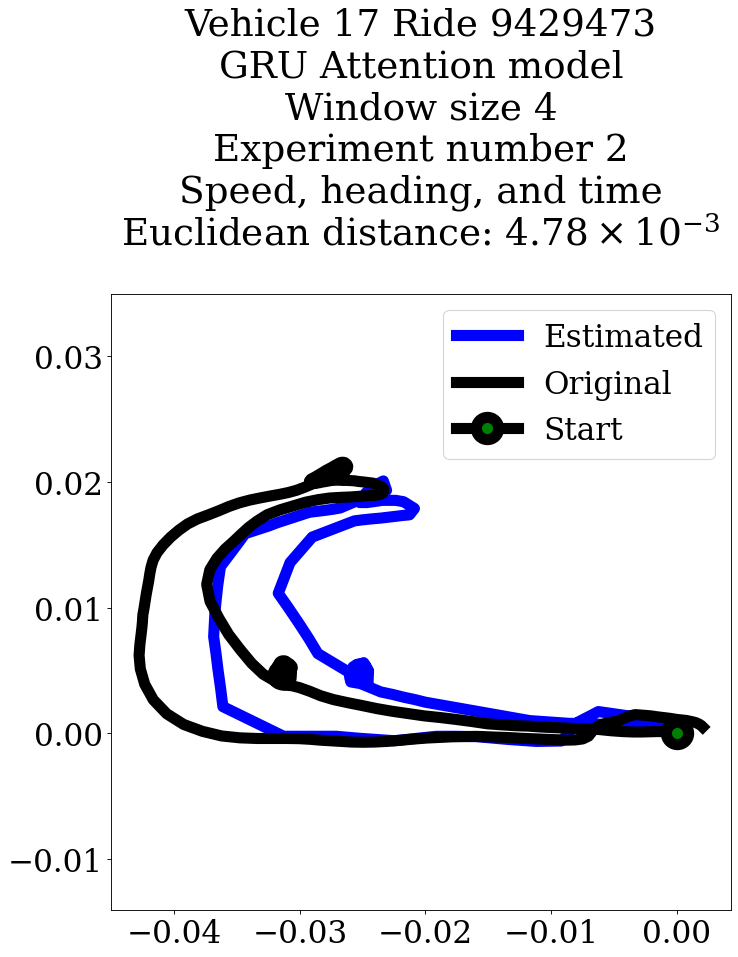 Vehicle 17 Ride 9429473
GRU Attention model
Window size 4
Experiment number 2
Speed, heading, and time
Euclidean distance: 4.78 × 10⁻³
Estimated
Original
Start
0.03
0.02
0.01
0.00
−0.01
−0.04
−0.03
−0.02
−0.01
0.00